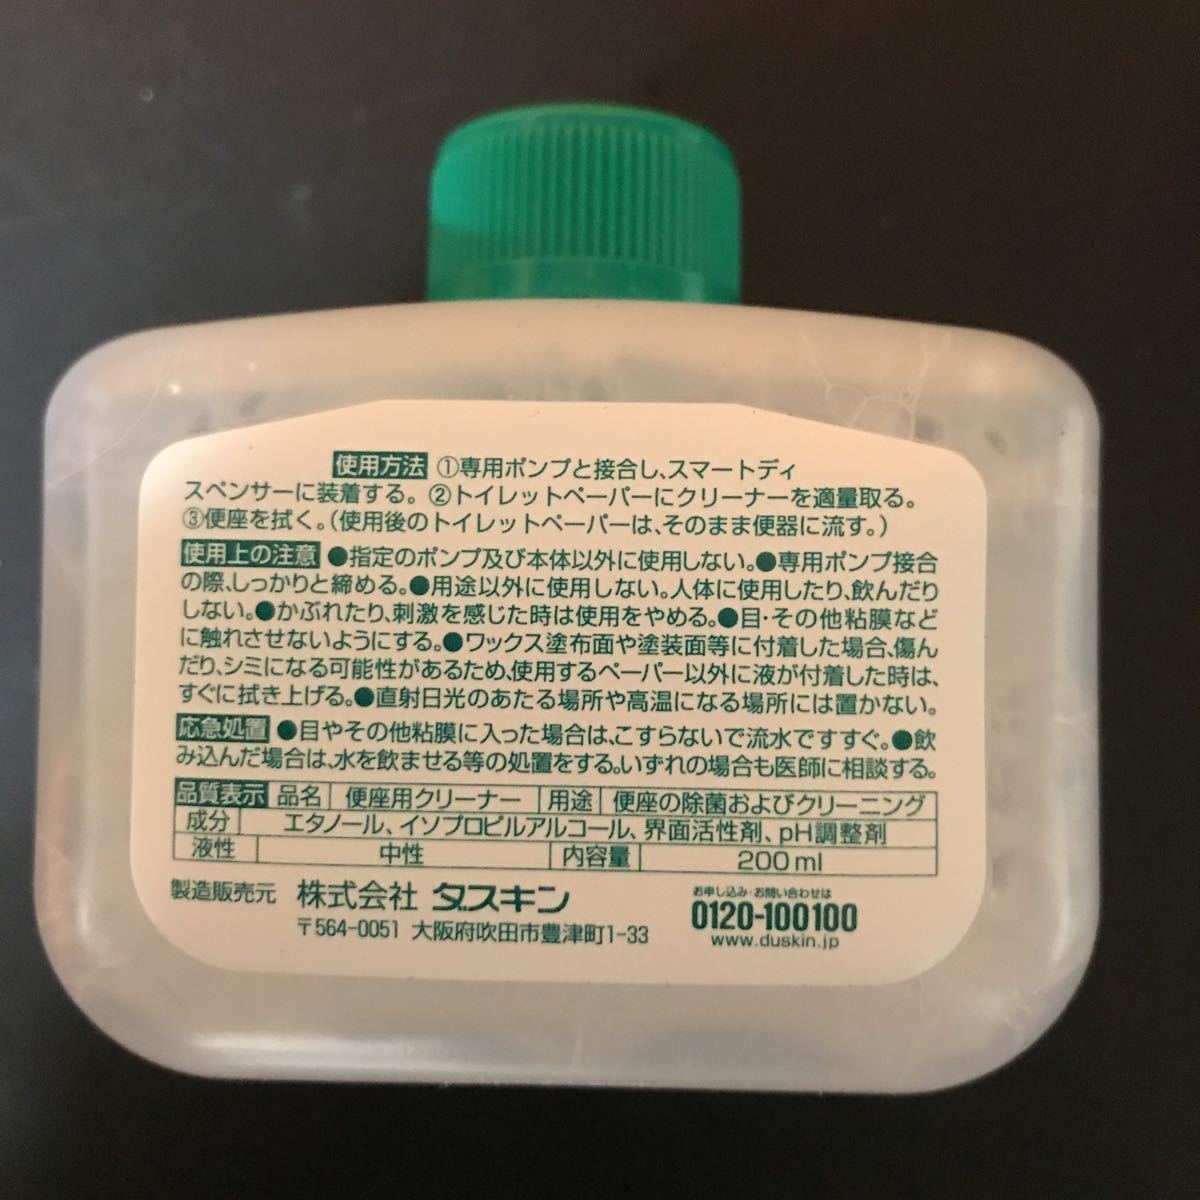 使用方法 ①専用ポンプと接合し、スマートディ
スペンサーに装着する。②トイレットペーパーにクリーナーを適量取る。
③便座を拭く。(使用後のトイレットペーパーは、そのまま便器に流す。)
使用上の注意 ●指定のポンプ及び本体以外に使用しない。●専用ポンプ接合
の際、しっかりと締める。●用途以外に使用しない。人体に使用したり、飲んだり
しない。●かぶれたり、刺激を感じた時は使用をやめる。●目・その他粘膜など
に触れさせないようにする。●ワックス塗布面や塗装面等に付着した場合、傷ん
だり、シミになる可能性があるため、使用するペーパー以外に液が付着した時は、
すぐに拭き上げる。●直射日光のあたる場所や高温になる場所には置かない。
応急処置 ●目やその他粘膜に入った場合は、こすらないで流水ですすぐ。●飲
み込んだ場合は、水を飲ませる等の処置をする。いずれの場合も医師に相談する。
品質表示 品名 便座用クリーナー 用途 便座の除菌およびクリーニング
成分 エタノール、イソプロピルアルコール、界面活性剤、pH調整剤
液性 中性 内容量 200ml
製造販売元 株式会社 ダスキン
〒564-0051 大阪府吹田市豊津町1-33
お申し込み・お問い合わせは
0120-100100
www.duskin.jp